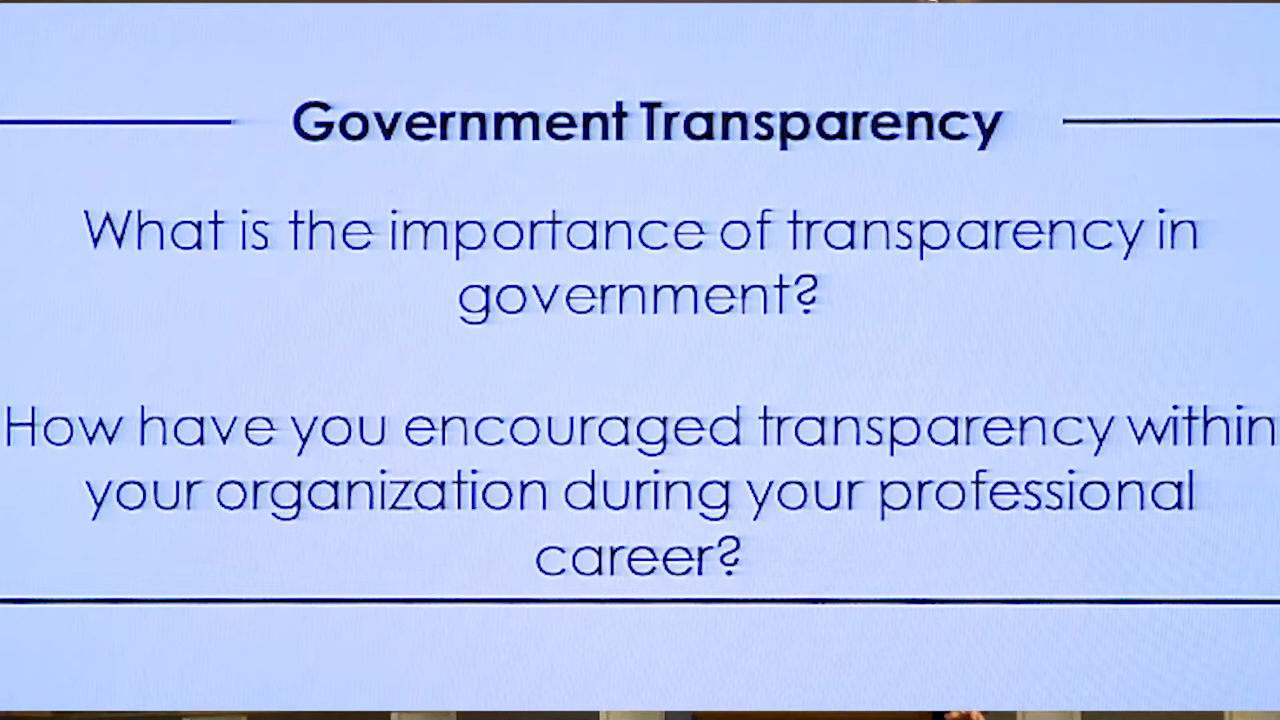 Government Transparency
What is the importance of transparency in
government?
How have you encouraged transparency within
your organization during your professional
career?